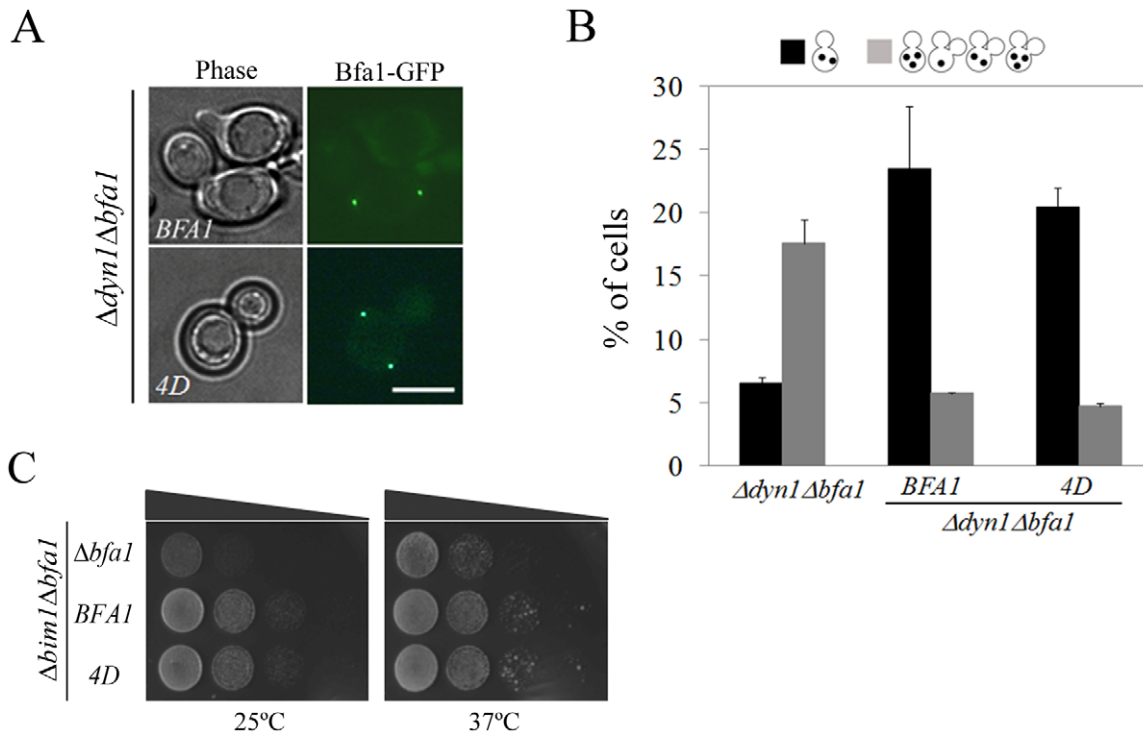 A
Phase Bfa1-GFP
Δdyn1Δbfa1
BFA1
4D
B
% of cells
30
25
20
15
10
5
0
Δdyn1Δbfa1 BFA1 4D
Δdyn1Δbfa1
C
Δbim1Δbfa1
Δbfa1
BFA1
4D
25ºC 37ºC